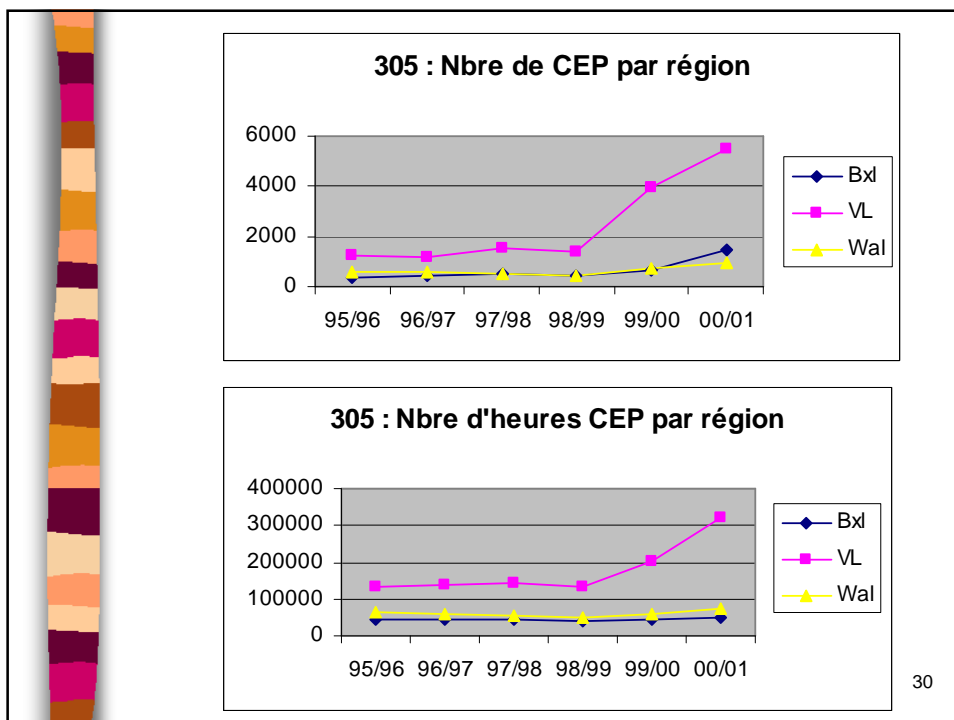 305 : Nbre de CEP par région
6000
4000
2000
0
95/96 96/97 97/98 98/99 99/00 00/01
Bxl
VL
Wal
305 : Nbre d'heures CEP par région
400000
300000
200000
100000
0
95/96 96/97 97/98 98/99 99/00 00/01
Bxl
VL
Wal
30